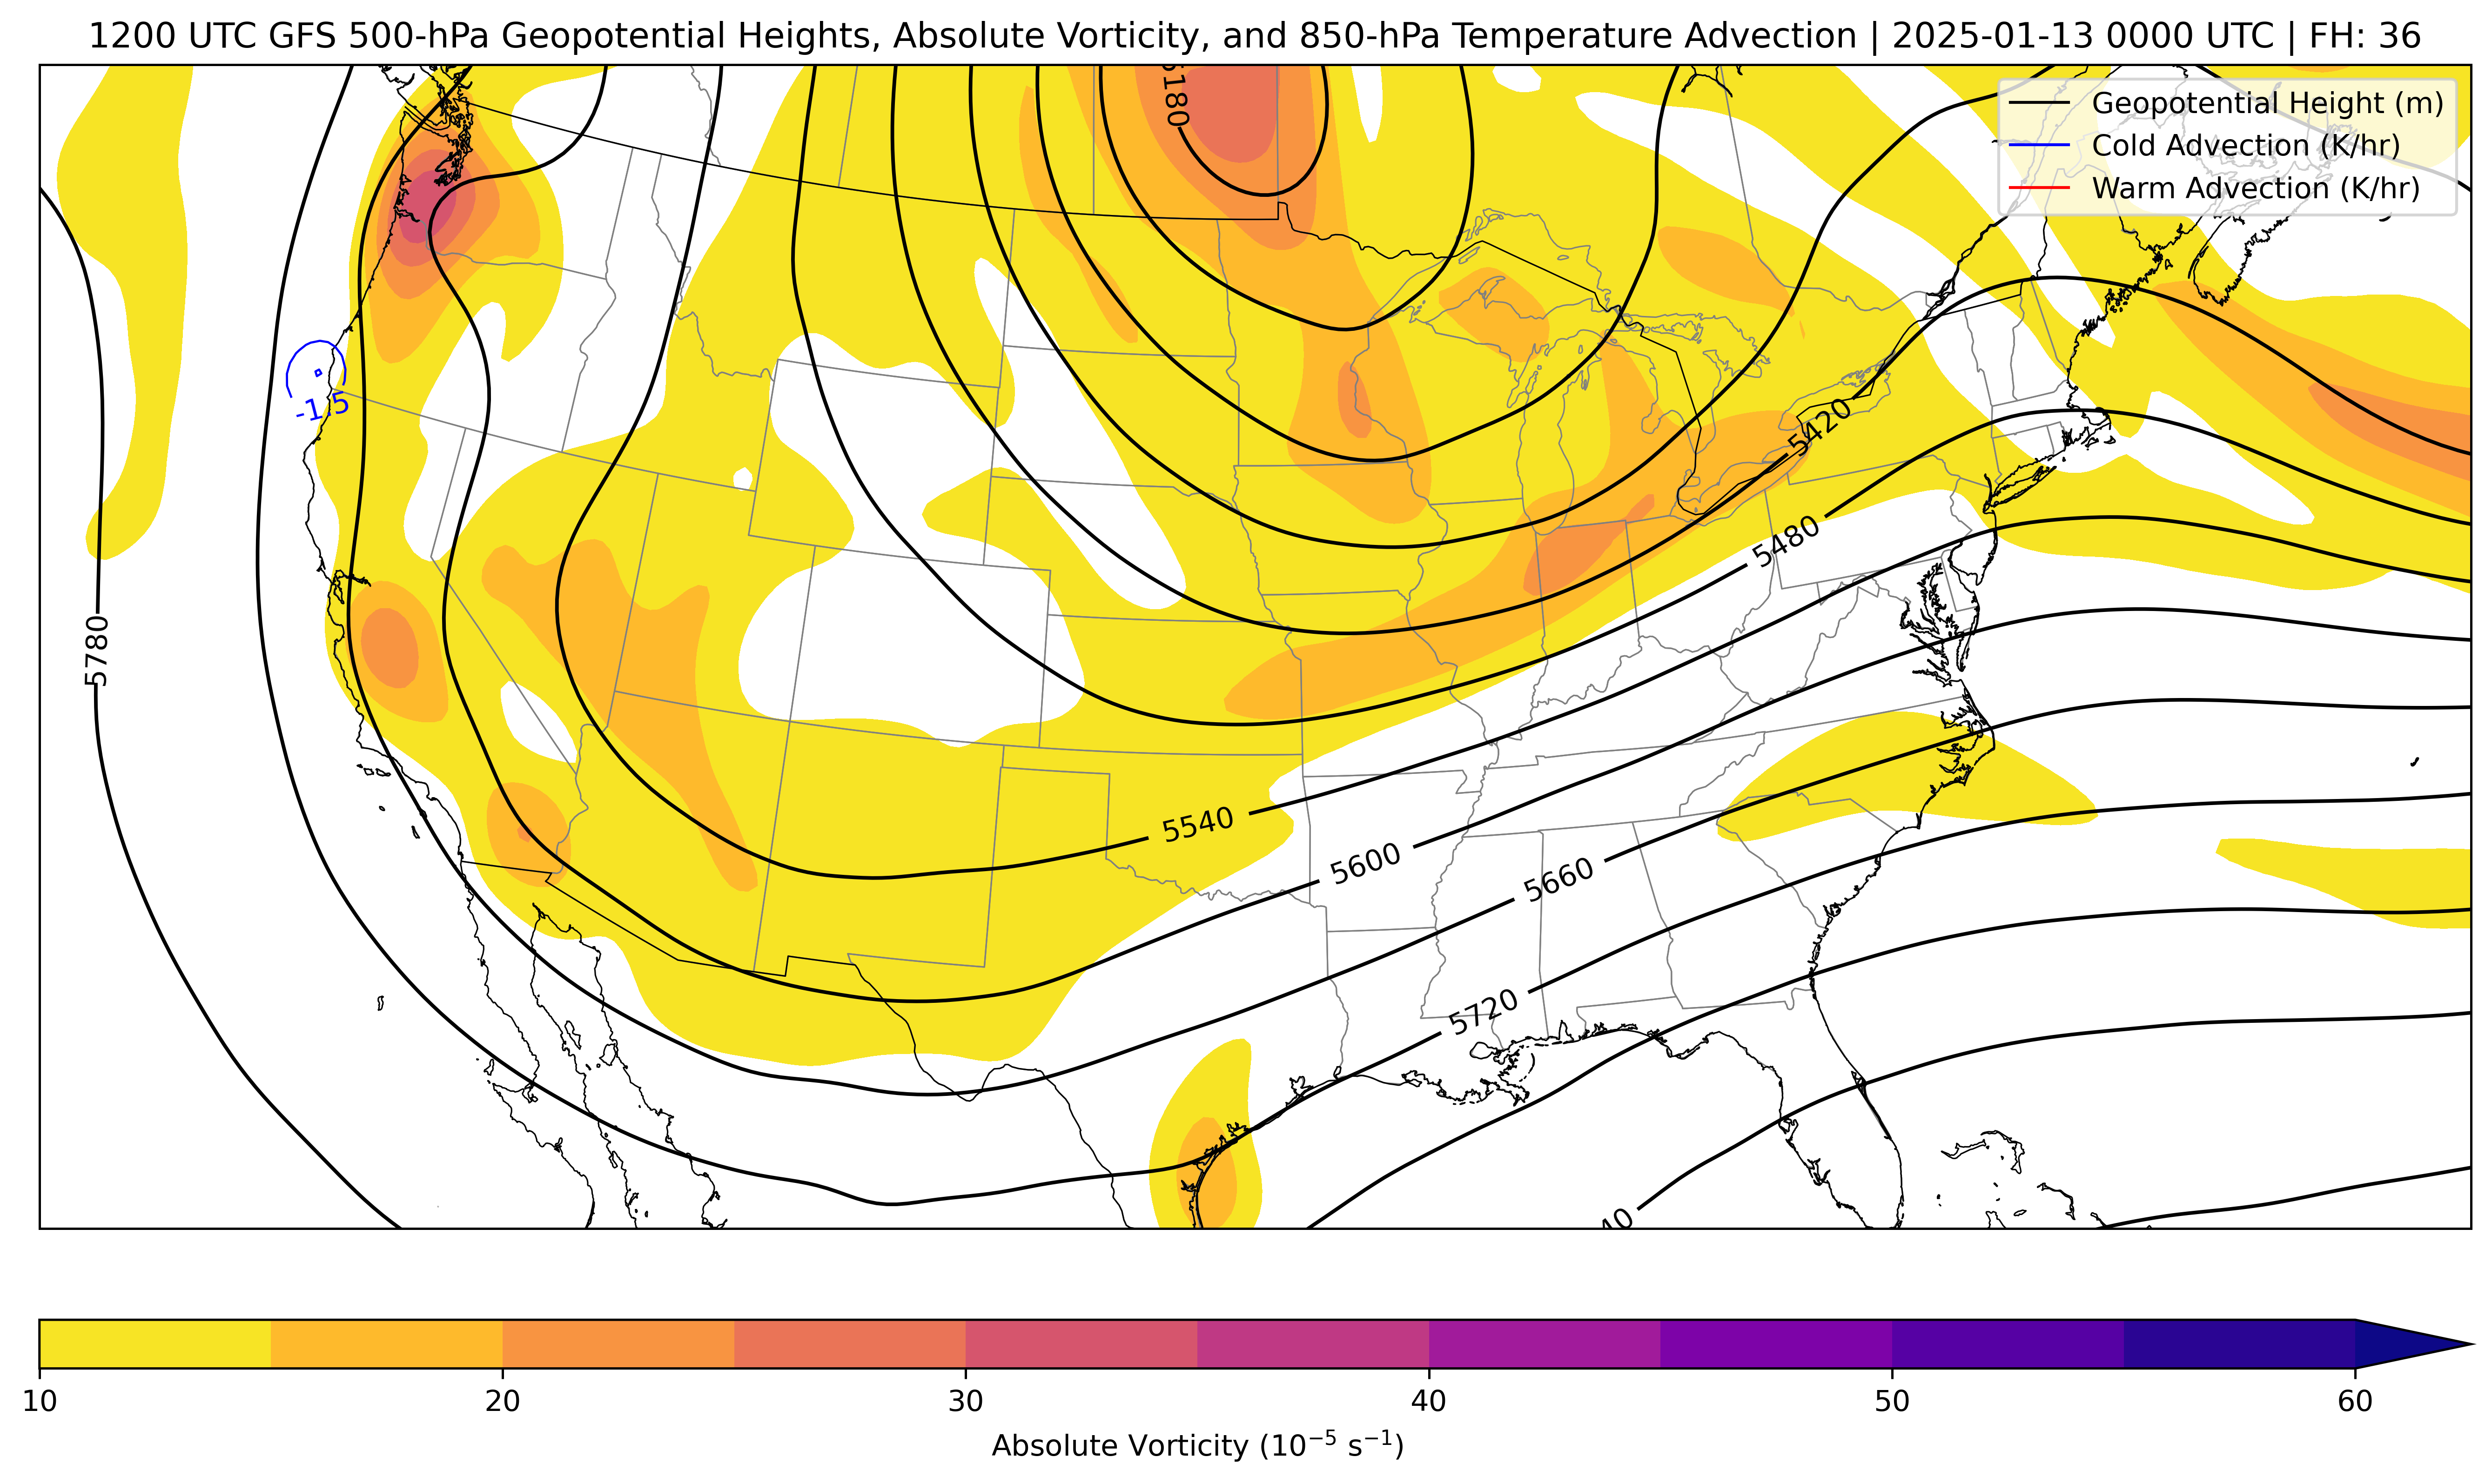 1200 UTC GFS 500-hPa Geopotential Heights, Absolute Vorticity, and 850-hPa Temperature Advection | 2025-01-13 0000 UTC | FH: 36
Geopotential Height (m)
Cold Advection (K/hr)
Warm Advection (K/hr)
5180
-1.5
5420
5480
5780
5540
5600
5660
5720
40
10 20 30 40 50 60
Absolute Vorticity (10⁻⁵ s⁻¹)